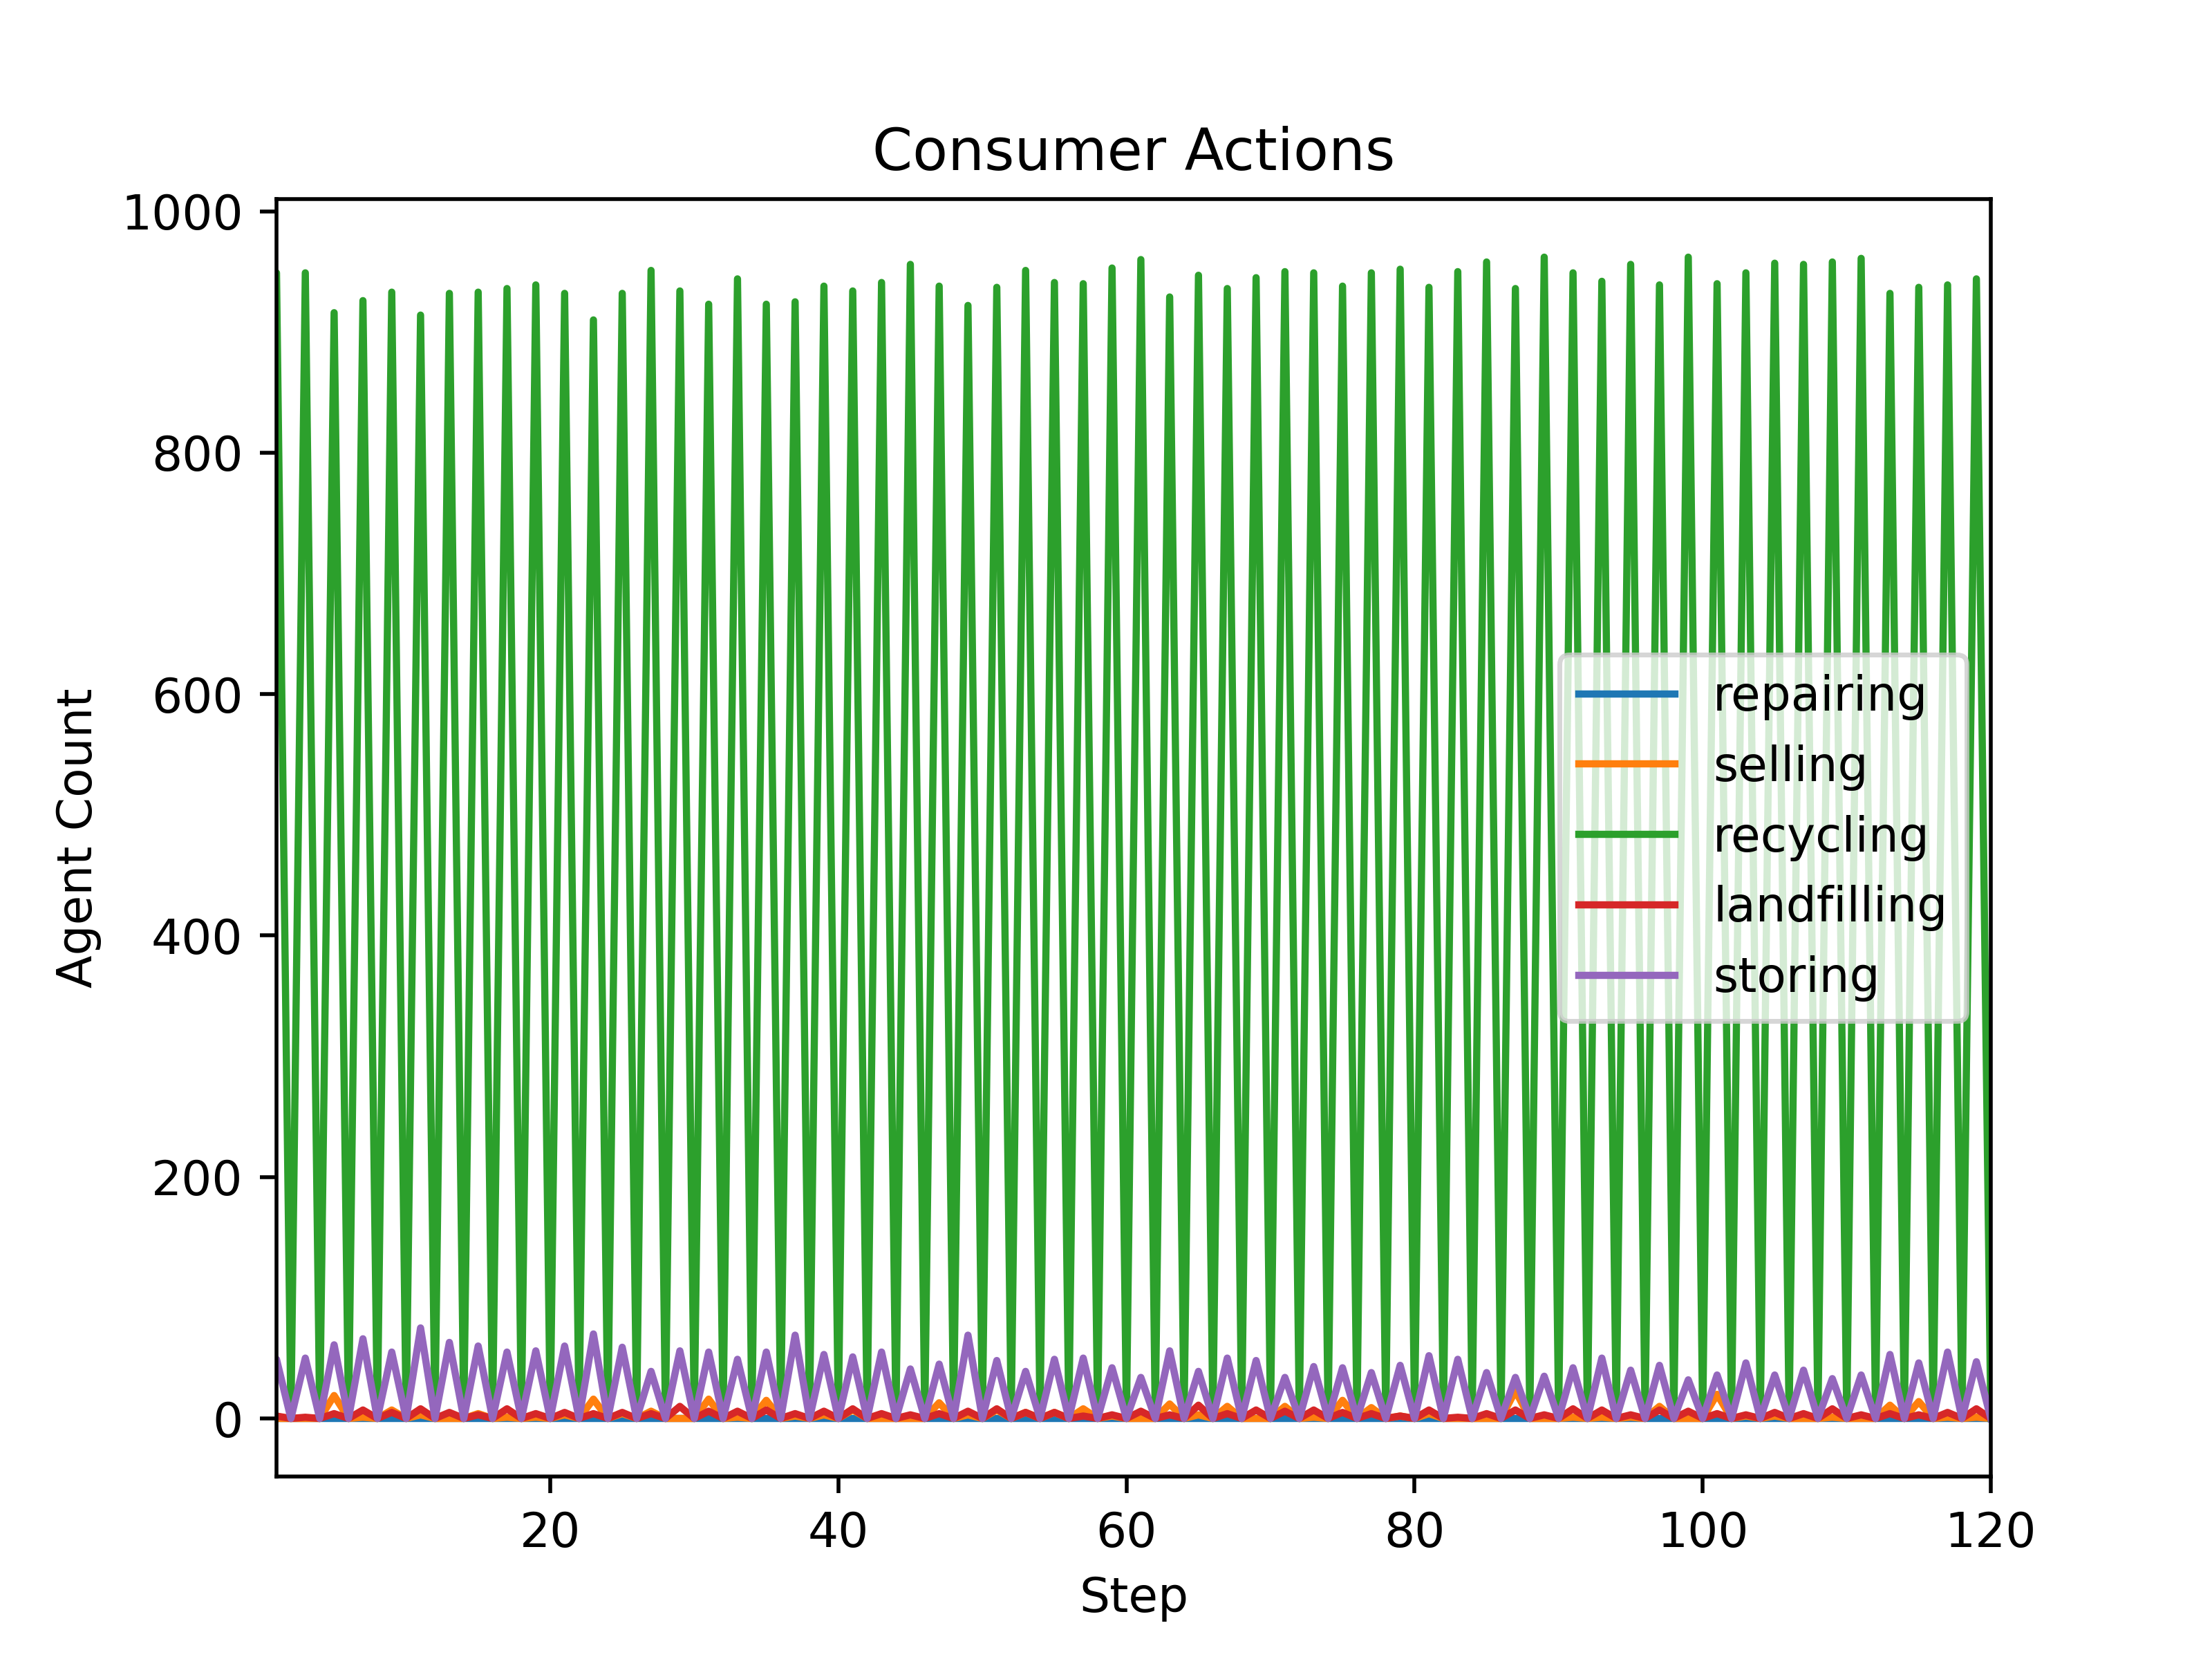 Consumer Actions
1000
800
600
400
200
0
Agent Count
repairing
selling
recycling
landfilling
storing
20 40 60 80 100 120
Step